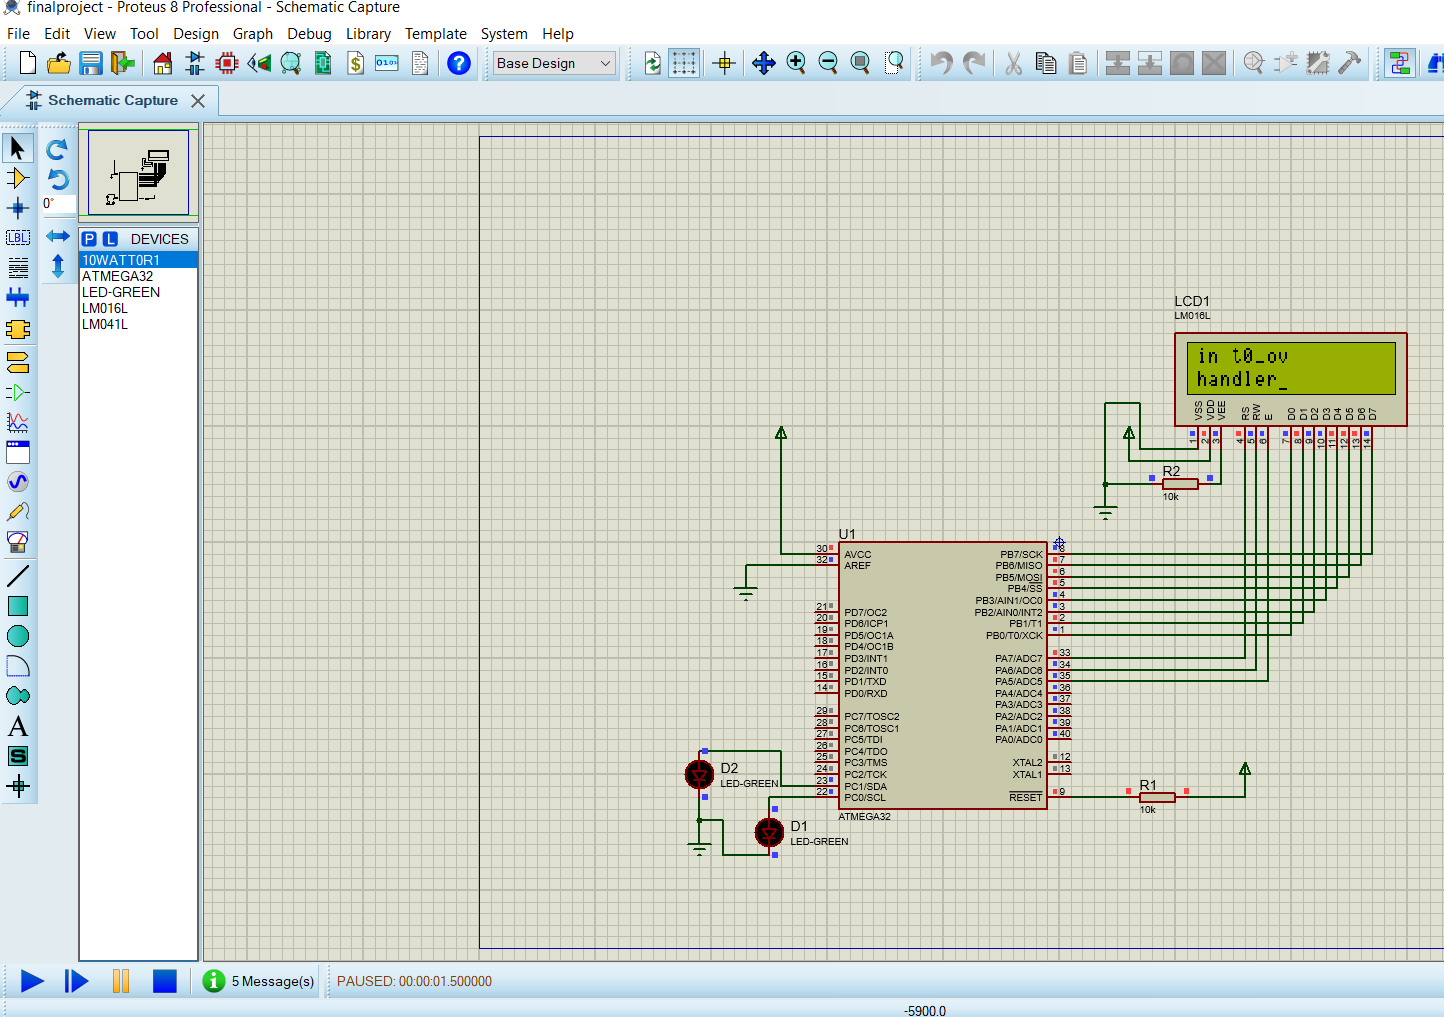 finalproject - Proteus 8 Professional - Schematic Capture
File Edit View Tool Design Graph Debug Library Template System Help
Base Design
Schematic Capture
0°
LBL
P L DEVICES
10WATT0R1
ATMEGA32
LED-GREEN
LM016L
LM041L
A
S
LCD1
LM016L
in t0_ov
handler_
VSS
VDD
VEE
RS
RW
E
D0
D1
D2
D3
D4
D5
D6
D7
1
2
3
4
5
6
7
8
9
10
11
12
13
14
R2
10k
U1
30 AVCC
32 AREF
21 PD7/OC2
20 PD6/ICP1
19 PD5/OC1A
18 PD4/OC1B
17 PD3/INT1
16 PD2/INT0
15 PD1/TXD
14 PD0/RXD
29 PC7/TOSC2
28 PC6/TOSC1
27 PC5/TDI
26 PC4/TDO
25 PC3/TMS
24 PC2/TCK
23 PC1/SDA
22 PC0/SCL
PB7/SCK 8
PB6/MISO 7
PB5/MOSI 6
PB4/SS 5
PB3/AIN1/OC0 4
PB2/AIN0/INT2 3
PB1/T1 2
PB0/T0/XCK 1
PA7/ADC7 33
PA6/ADC6 34
PA5/ADC5 35
PA4/ADC4 36
PA3/ADC3 37
PA2/ADC2 38
PA1/ADC1 39
PA0/ADC0 40
XTAL2 12
XTAL1 13
RESET 9
ATMEGA32
D2
LED-GREEN
D1
LED-GREEN
R1
10k
5 Message(s)
PAUSED: 00:00:01.500000
-5900.0